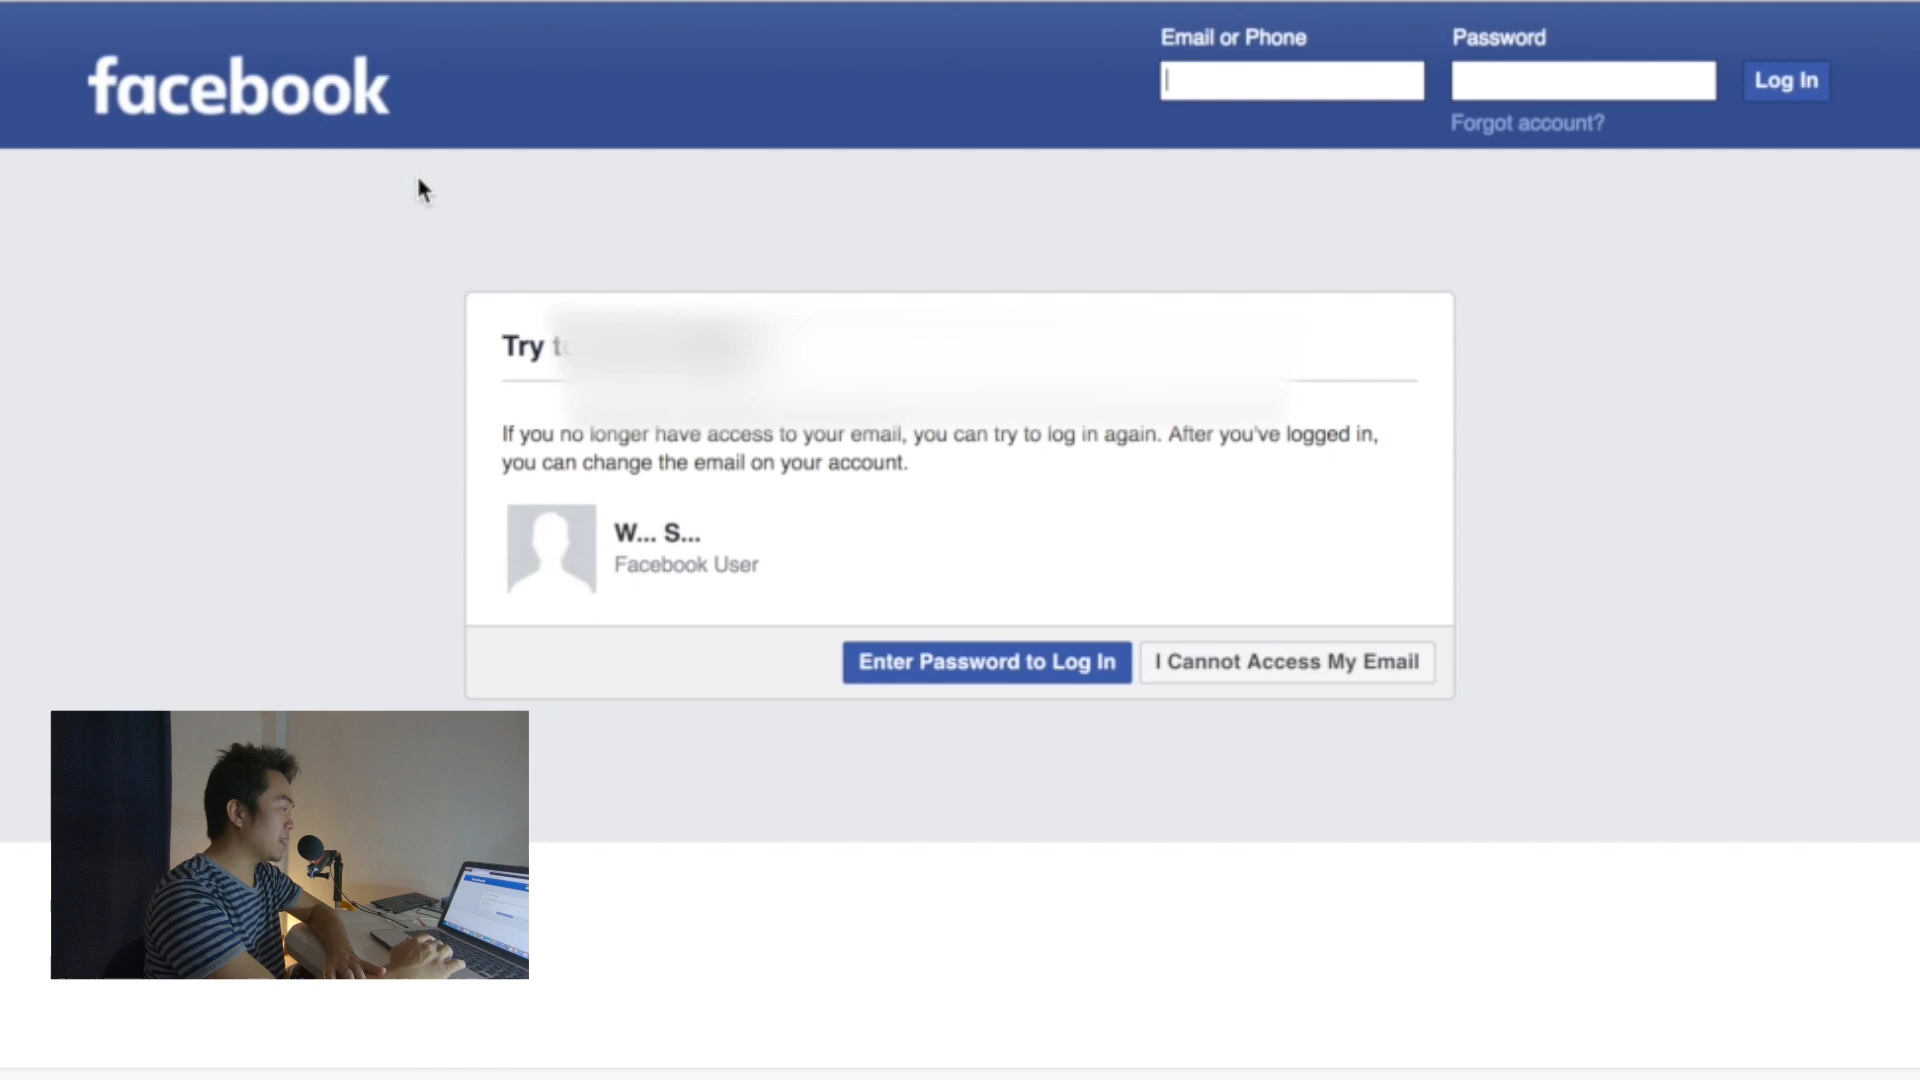 facebook
Email or Phone
Password
Log In
Forgot account?
Try
If you no longer have access to your email, you can try to log in again. After you've logged in,
you can change the email on your account.
W... S...
Facebook User
Enter Password to Log In
I Cannot Access My Email